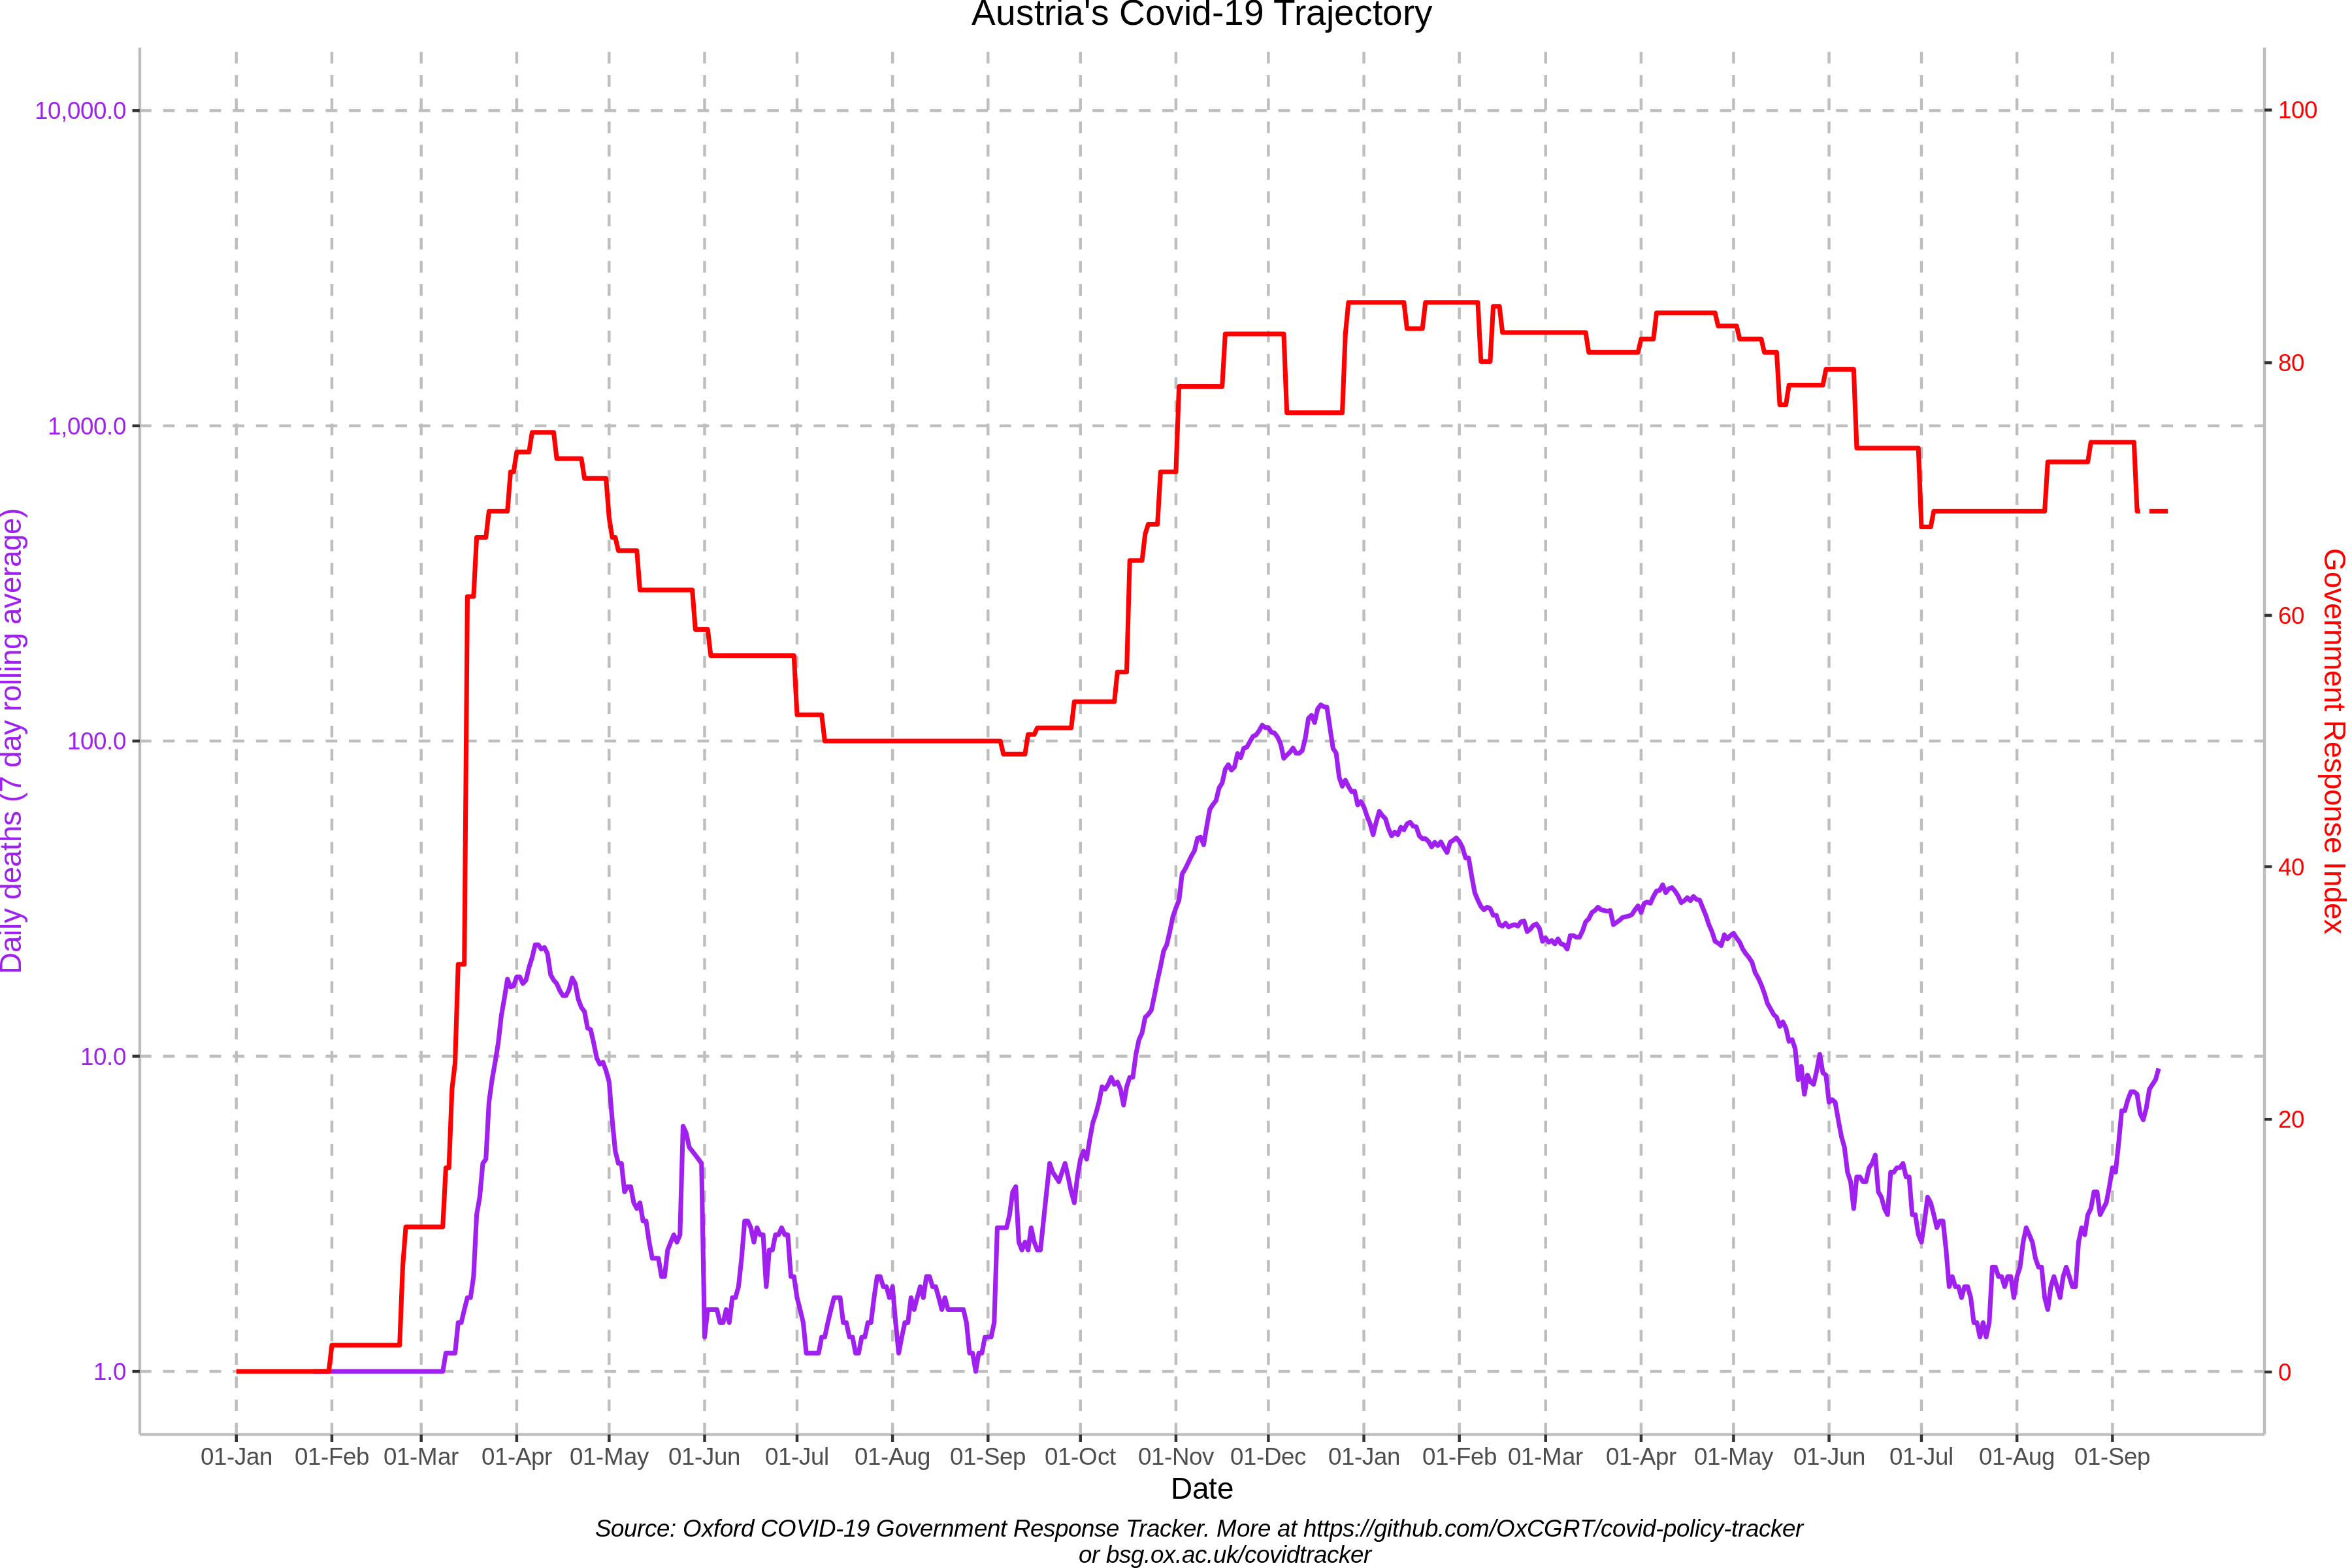 Austria's Covid-19 Trajectory
10,000.0
1,000.0
100.0
10.0
1.0
Daily deaths (7 day rolling average)
100
80
60
40
20
0
Government Response Index
01-Jan 01-Feb 01-Mar 01-Apr 01-May 01-Jun 01-Jul 01-Aug 01-Sep 01-Oct 01-Nov 01-Dec 01-Jan 01-Feb 01-Mar 01-Apr 01-May 01-Jun 01-Jul 01-Aug 01-Sep
Date
Source: Oxford COVID-19 Government Response Tracker. More at https://github.com/OxCGRT/covid-policy-tracker
or bsg.ox.ac.uk/covidtracker